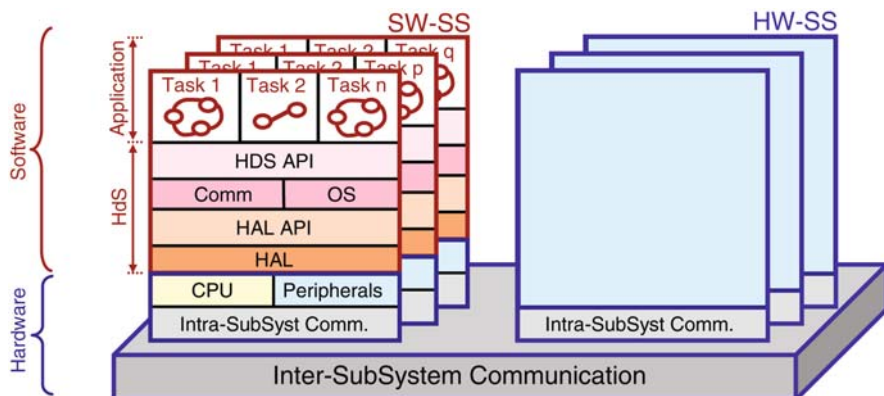 SW-SS
HW-SS
Task 1 Task 2 Task q
Task 1 Task 2 Task p
Task 1 Task 2 Task n
Software
Application
HDS API
Comm OS
HdS
HAL API
HAL
CPU Peripherals
Intra-SubSyst Comm.
Intra-SubSyst Comm.
Hardware
Inter-SubSystem Communication